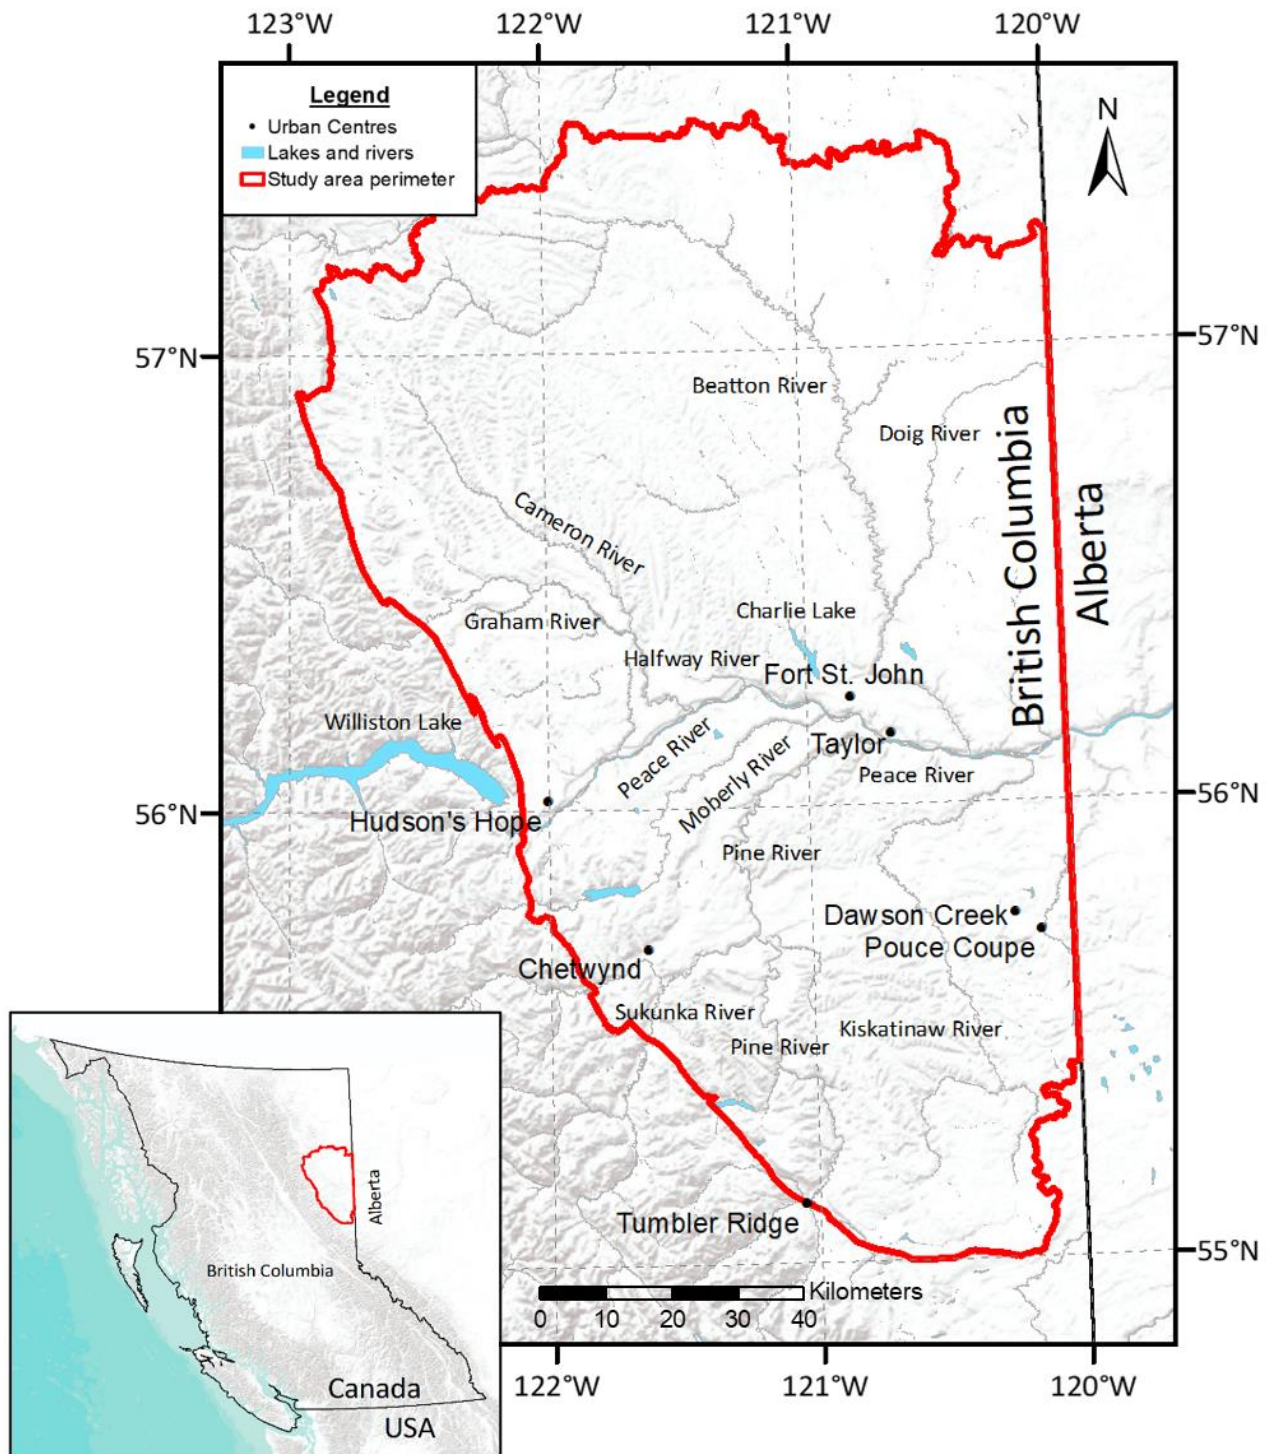 123°W 122°W 121°W 120°W
Legend
Urban Centres
Lakes and rivers
Study area perimeter
N
57°N
57°N
Beatton River
Doig River
British Columbia
Alberta
Cameron River
Charlie Lake
Graham River
Halfway River
Fort St. John
Williston Lake
Peace River
Moberly River
Taylor
Peace River
56°N
56°N
Hudson's Hope
Pine River
Dawson Creek
Pouce Coupe
Chetwynd
Sukunka River
Kiskatinaw River
Pine River
Tumbler Ridge
55°N
Kilometers
0 10 20 30 40
122°W 121°W 120°W
Alberta
British Columbia
Canada
USA